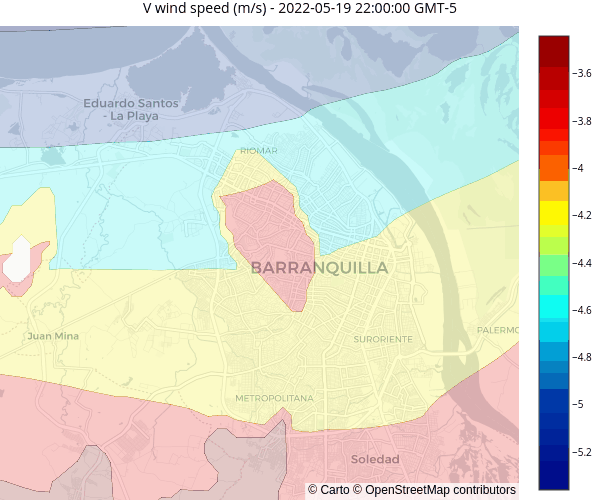 V wind speed (m/s) - 2022-05-19 22:00:00 GMT-5
−3.6
−3.8
−4
−4.2
−4.4
−4.6
−4.8
−5
−5.2
Eduardo Santos
- La Playa
RIOMAR
BARRANQUILLA
Juan Mina
SURORIENTE
PALERMO
METROPOLITANA
Soledad
© Carto © OpenStreetMap contributors